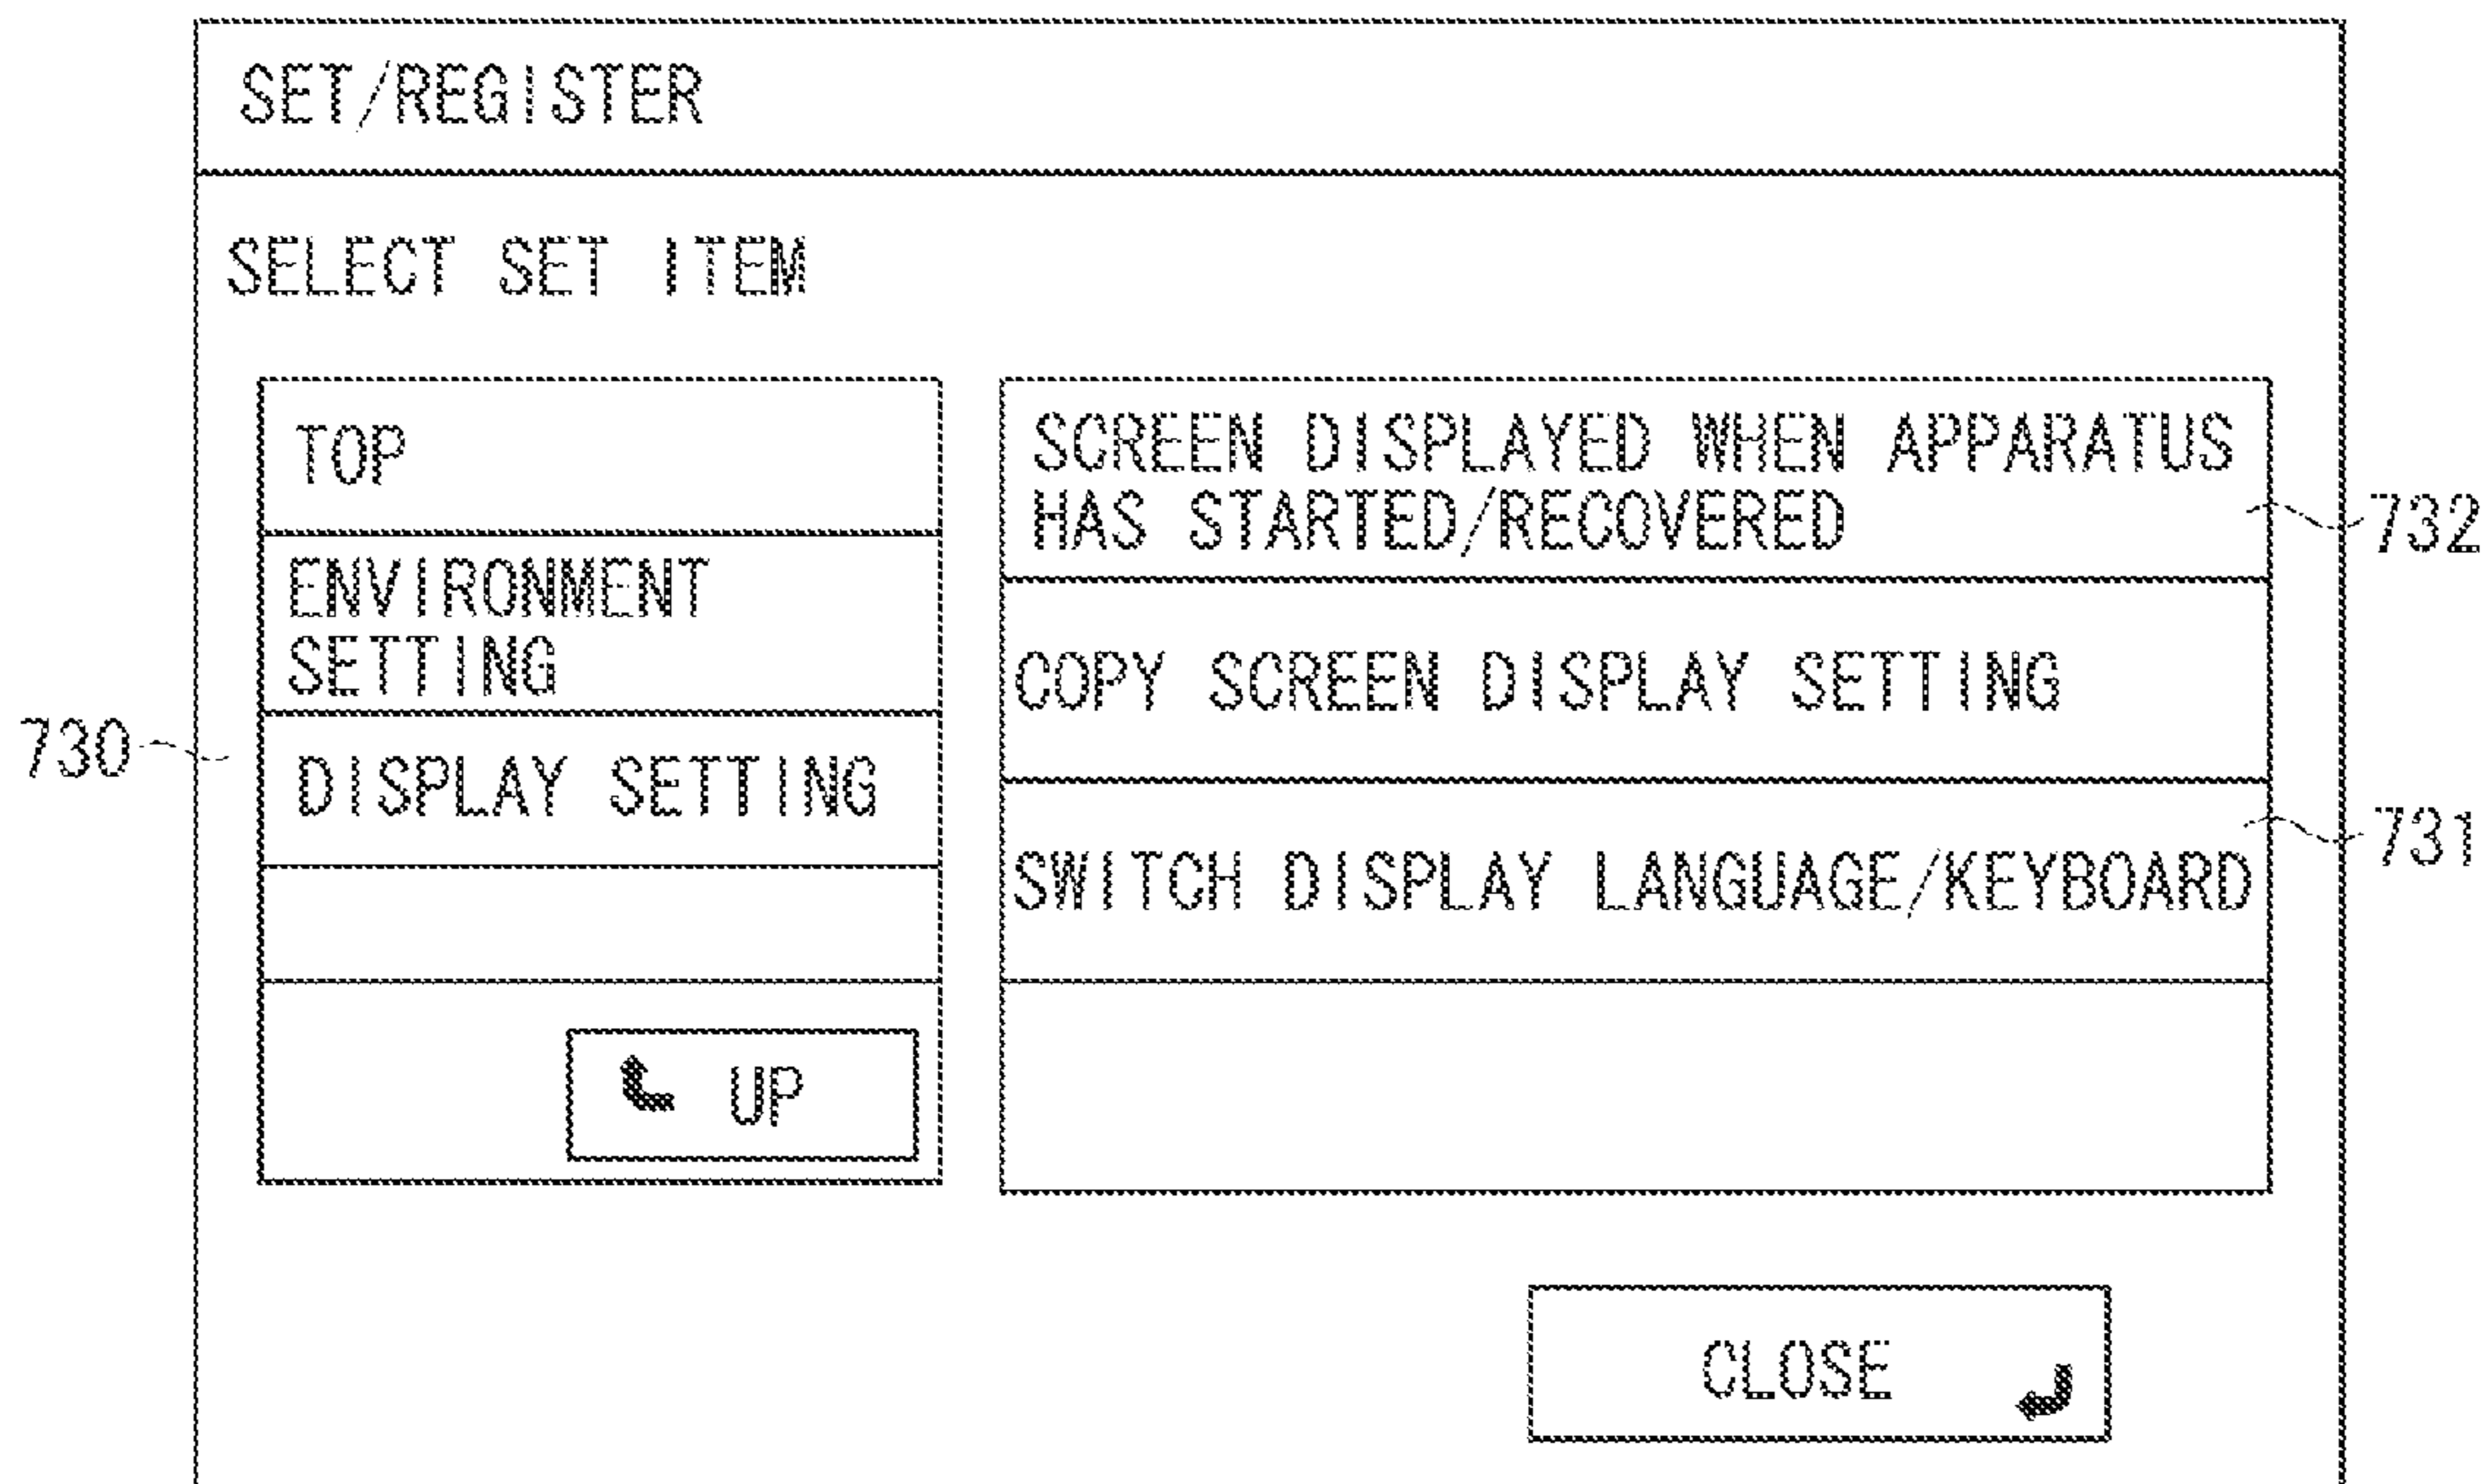 SET/REGISTER
SELECT SET ITEM
TOP
ENVIRONMENT
SETTING
DISPLAY SETTING
UP
730
SCREEN DISPLAYED WHEN APPARATUS
HAS STARTED/RECOVERED
732
COPY SCREEN DISPLAY SETTING
731
SWITCH DISPLAY LANGUAGE/KEYBOARD
CLOSE